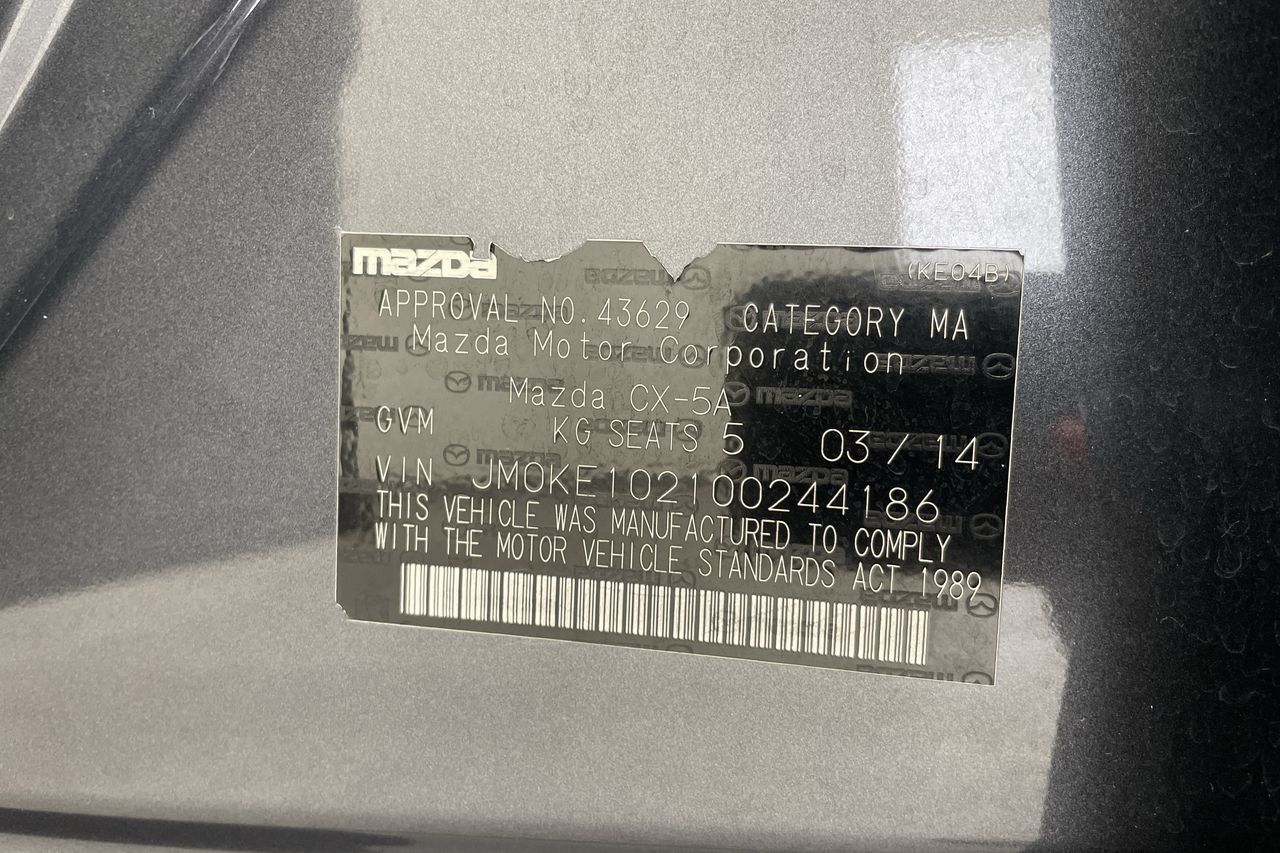 mazda (KE04B)
APPROVAL NO.43629 CATEGORY MA
Mazda Motor Corporation
Mazda CX-5A
GVM KG SEATS 5 03/14
VIN JM0KE102100244186
THIS VEHICLE WAS MANUFACTURED TO COMPLY
WITH THE MOTOR VEHICLE STANDARDS ACT 1989